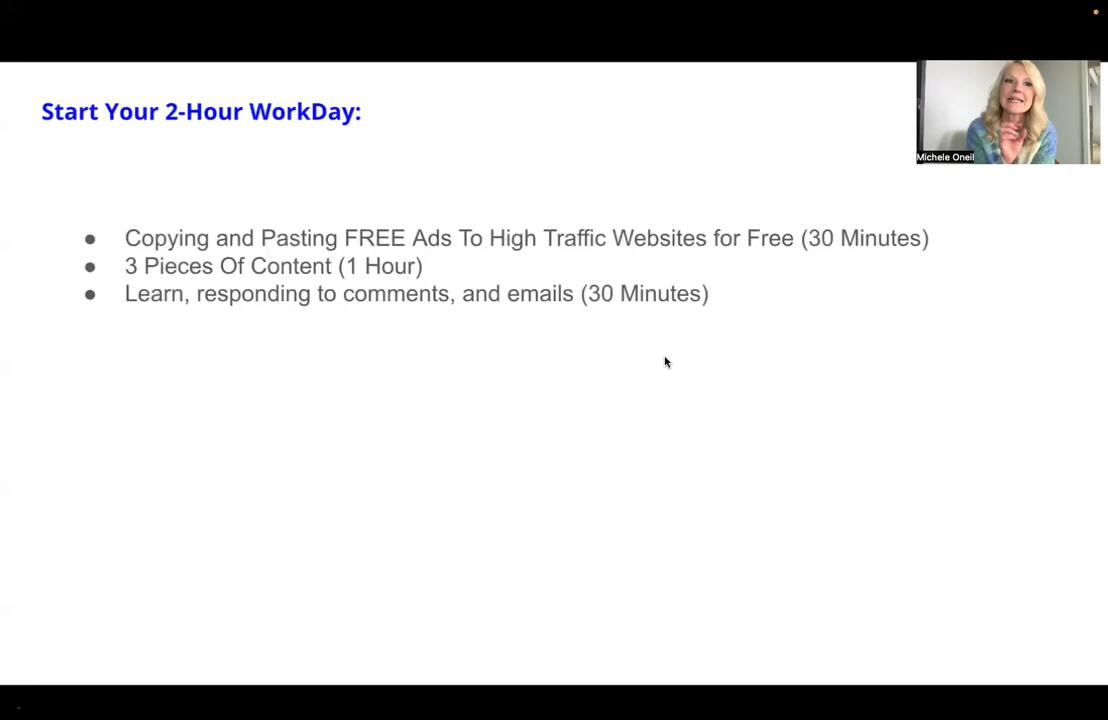 Start Your 2-Hour WorkDay:
Michele Oneil
● Copying and Pasting FREE Ads To High Traffic Websites for Free (30 Minutes)
● 3 Pieces Of Content (1 Hour)
● Learn, responding to comments, and emails (30 Minutes)